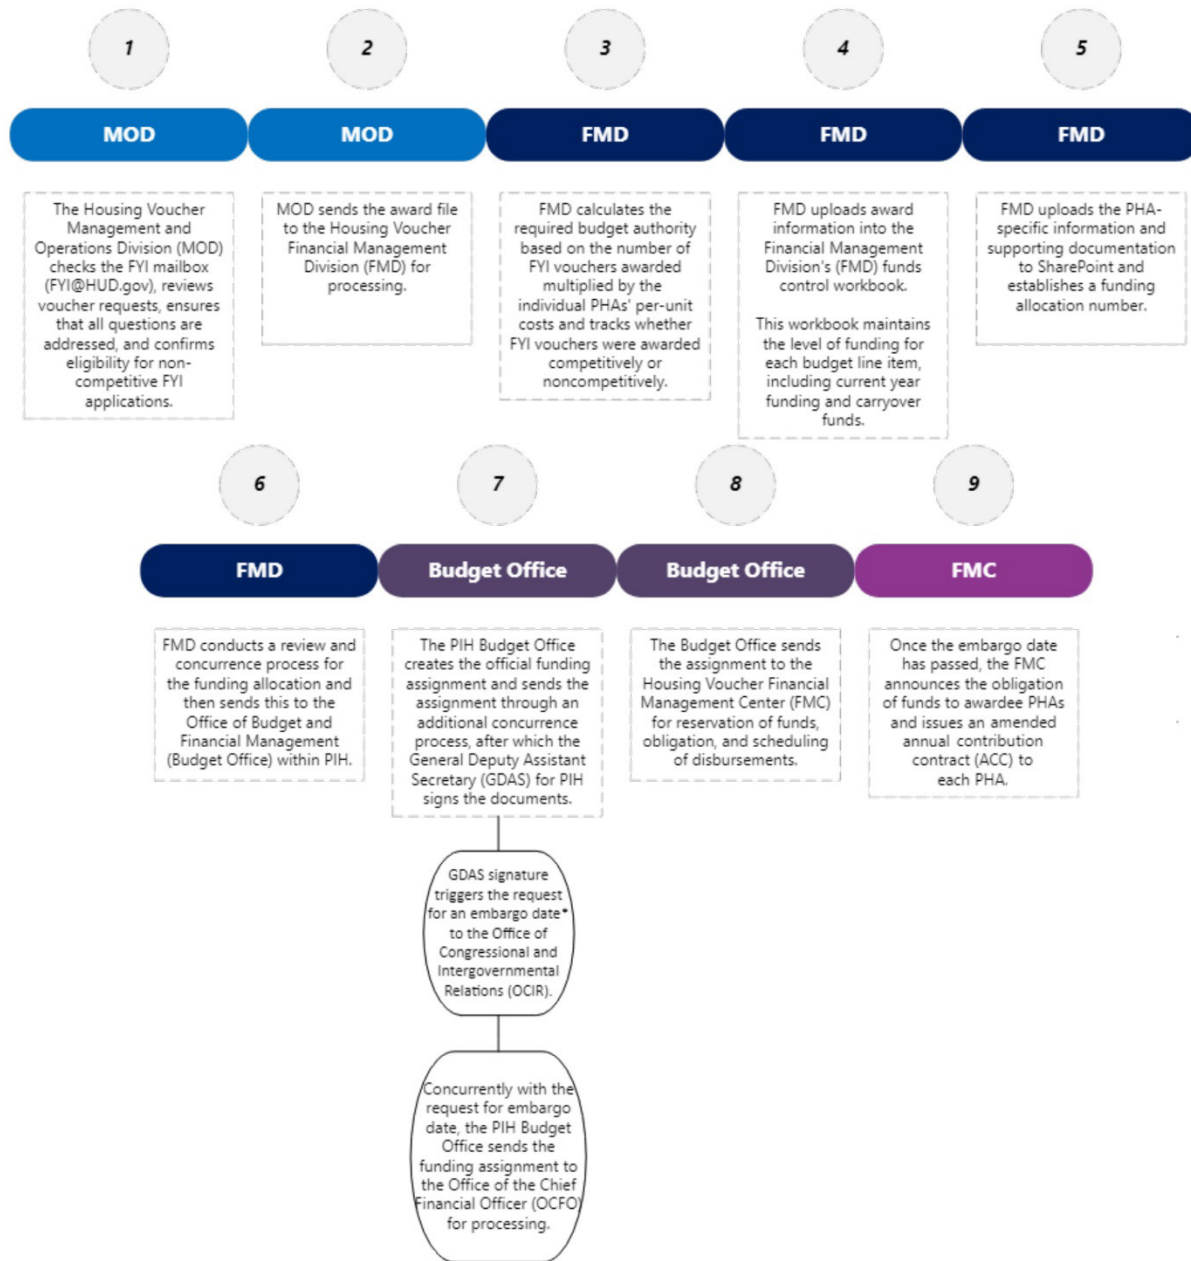 1
2
3
4
5
MOD
MOD
FMD
FMD
FMD
The Housing Voucher
Management and
Operations Division (MOD)
checks the FYI mailbox
(FYI@HUD.gov), reviews
voucher requests, ensures
that all questions are
addressed, and confirms
eligibility for non-
competitive FYI
applications.
MOD sends the award file
to the Housing Voucher
Financial Management
Division (FMD) for
processing.
FMD calculates the
required budget authority
based on the number of
FYI vouchers awarded
multiplied by the
individual PHAs' per-unit
costs and tracks whether
FYI vouchers were awarded
competitively or
noncompetitively.
FMD uploads award
information into the
Financial Management
Division's (FMD) funds
control workbook.
This workbook maintains
the level of funding for
each budget line item,
including current year
funding and carryover
funds.
FMD uploads the PHA-
specific information and
supporting documentation
to SharePoint and
establishes a funding
allocation number.
6
7
8
9
FMD
Budget Office
Budget Office
FMC
FMD conducts a review and
concurrence process for
the funding allocation and
then sends this to the
Office of Budget and
Financial Management
(Budget Office) within PIH.
The PIH Budget Office
creates the official funding
assignment and sends the
assignment through an
additional concurrence
process, after which the
General Deputy Assistant
Secretary (GDAS) for PIH
signs the documents.
The Budget Office sends
the assignment to the
Housing Voucher Financial
Management Center (FMC)
for reservation of funds,
obligation, and scheduling
of disbursements.
Once the embargo date
has passed, the FMC
announces the obligation
of funds to awardee PHAs
and issues an amended
annual contribution
contract (ACC) to
each PHA.
GDAS signature
triggers the request
for an embargo date*
to the Office of
Congressional and
Intergovernmental
Relations (OCIR).
Concurrently with the
request for embargo
date, the PIH Budget
Office sends the
funding assignment to
the Office of the Chief
Financial Officer (OCFO)
for processing.